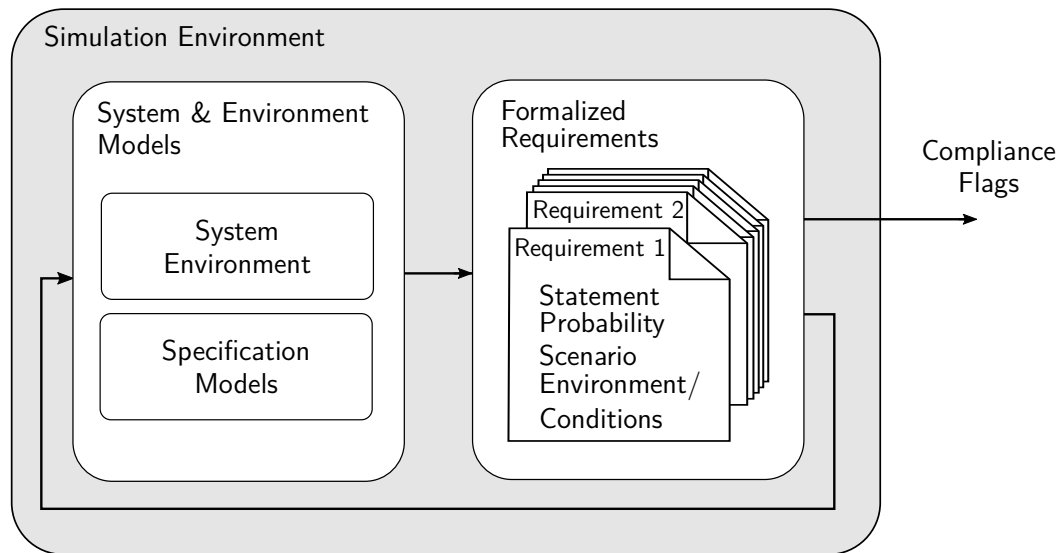 Simulation Environment
System & Environment
Models
System
Environment
Specification
Models
Formalized
Requirements
Requirement 2
Requirement 1
Statement
Probability
Scenario
Environment/
Conditions
Compliance
Flags